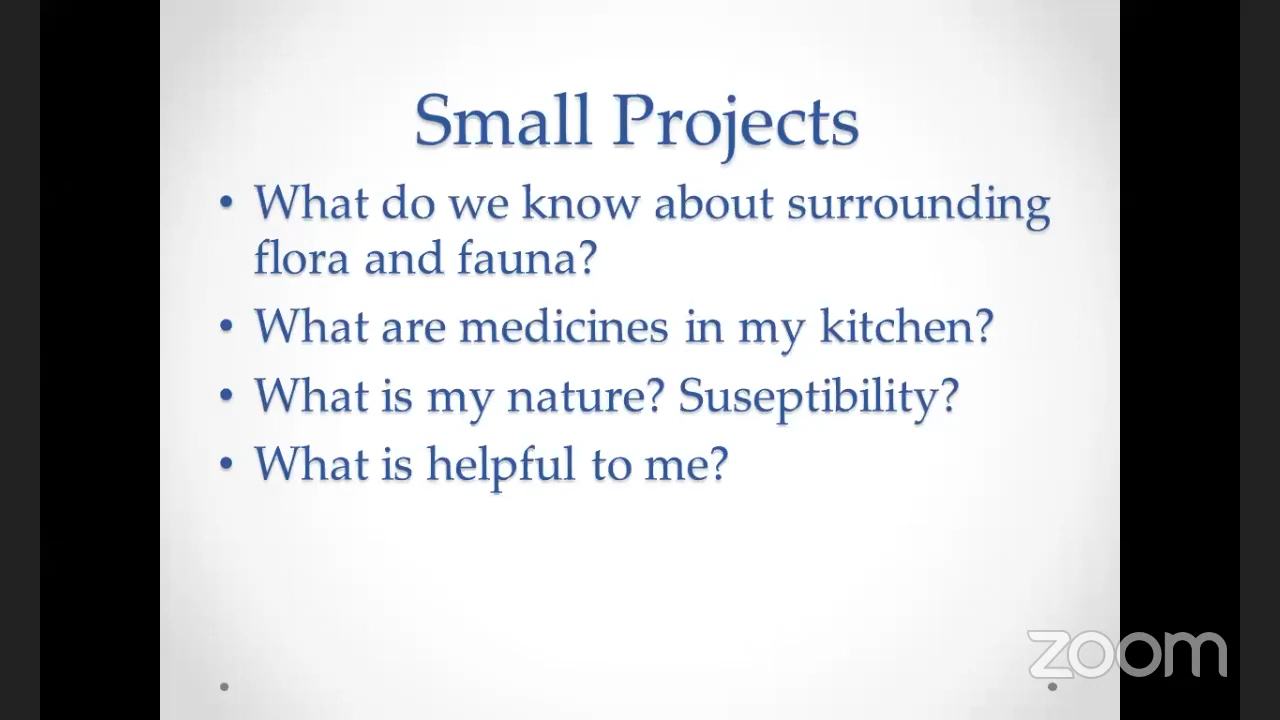 Small Projects
• What do we know about surrounding
flora and fauna?
• What are medicines in my kitchen?
• What is my nature? Suseptibility?
• What is helpful to me?
zoom